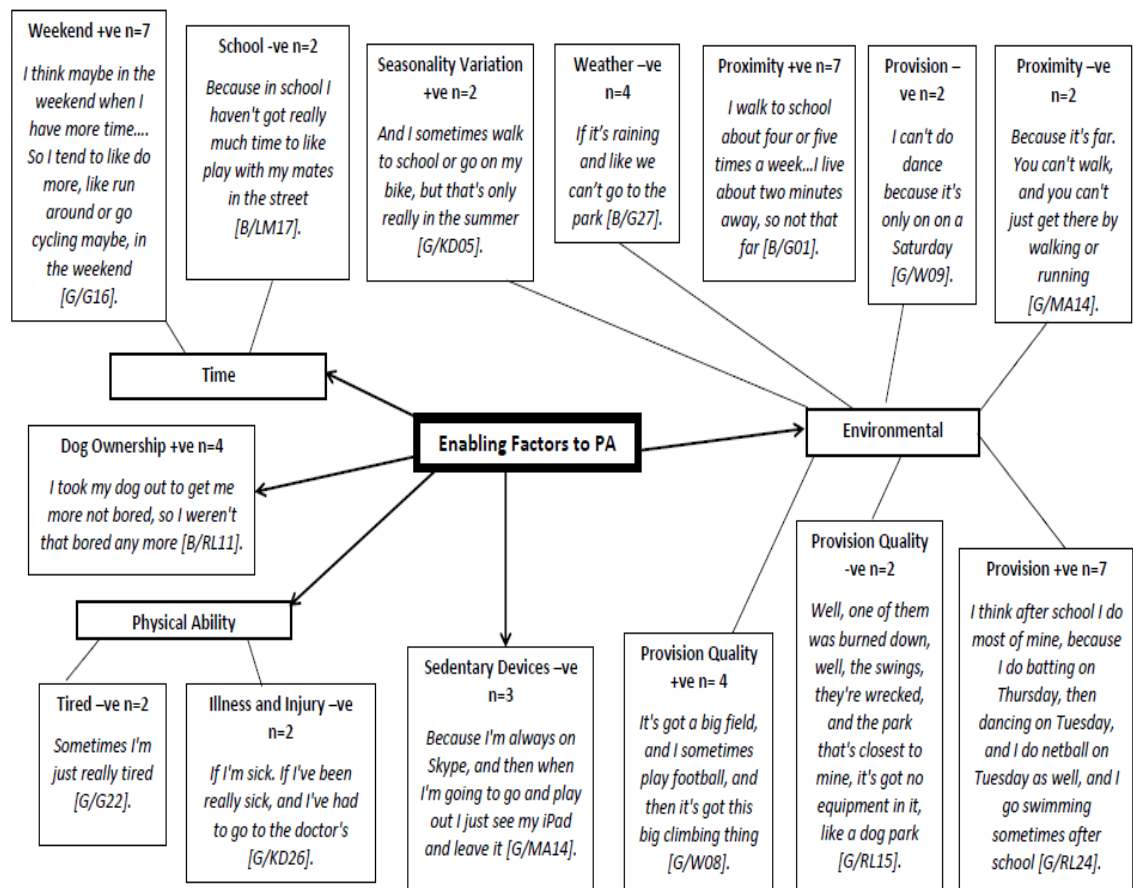 Weekend +ve n=7
I think maybe in the
weekend when I
have more time....
So I tend to like do
more, like run
around or go
cycling maybe, in
the weekend
[G/G16].
School -ve n=2
Because in school I
haven't got really
much time to like
play with my mates
in the street
[B/LM17].
Seasonality Variation
+ve n=2
And I sometimes walk
to school or go on my
bike, but that's only
really in the summer
[G/KD05].
Weather –ve
n=4
If it's raining
and like we
can't go to the
park [B/G27].
Proximity +ve n=7
I walk to school
about four or five
times a week...I live
about two minutes
away, so not that
far [B/G01].
Provision –
ve n=2
I can't do
dance
because it's
only on on a
Saturday
[G/W09].
Proximity –ve
n=2
Because it's far.
You can't walk,
and you can't
just get there by
walking or
running
[G/MA14].
Time
Enabling Factors to PA
Environmental
Dog Ownership +ve n=4
I took my dog out to get me
more not bored, so I weren't
that bored any more [B/RL11].
Physical Ability
Tired –ve n=2
Sometimes I'm
just really tired
[G/G22].
Illness and Injury –ve
n=2
If I'm sick. If I've been
really sick, and I've had
to go to the doctor's
[G/KD26].
Sedentary Devices –ve
n=3
Because I'm always on
Skype, and then when
I'm going to go and play
out I just see my iPad
and leave it [G/MA14].
Provision Quality
+ve n= 4
It's got a big field,
and I sometimes
play football, and
then it's got this
big climbing thing
[G/W08].
Provision Quality
-ve n=2
Well, one of them
was burned down,
well, the swings,
they're wrecked,
and the park
that's closest to
mine, it's got no
equipment in it,
like a dog park
[G/RL15].
Provision +ve n=7
I think after school I do
most of mine, because
I do batting on
Thursday, then
dancing on Tuesday,
and I do netball on
Tuesday as well, and I
go swimming
sometimes after
school [G/RL24].